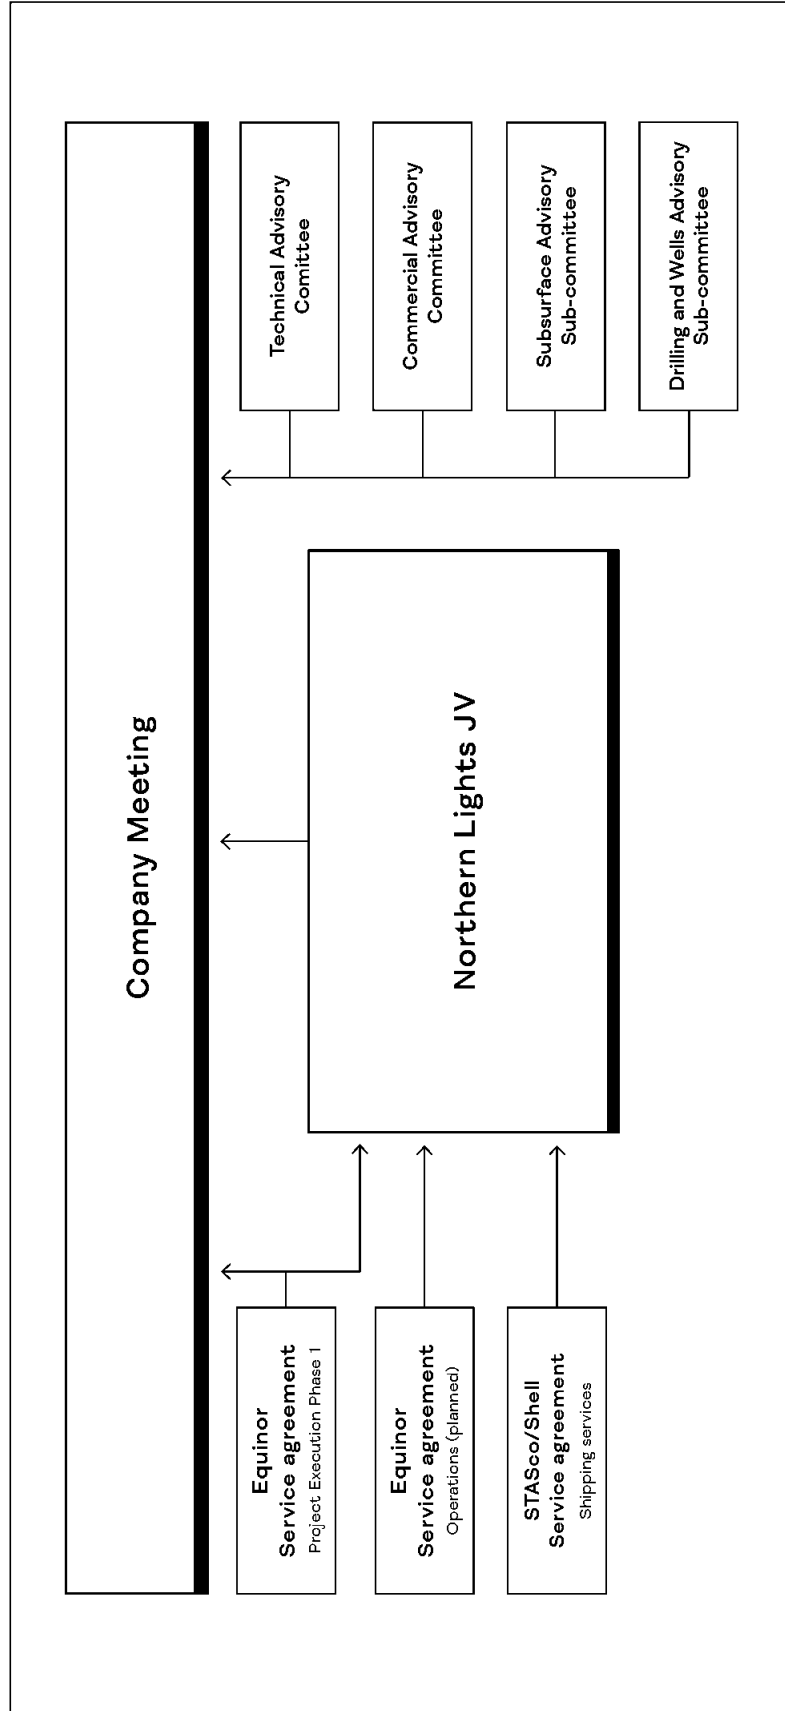 Company Meeting
Equinor
Service agreement
Project Execution Phase 1
Equinor
Service agreement
Operations (planned)
STASco/Shell
Service agreement
Shipping services
Northern Lights JV
Technical Advisory
Comittee
Commercial Advisory
Committee
Subsurface Advisory
Sub-committee
Drilling and Wells Advisory
Sub-committee